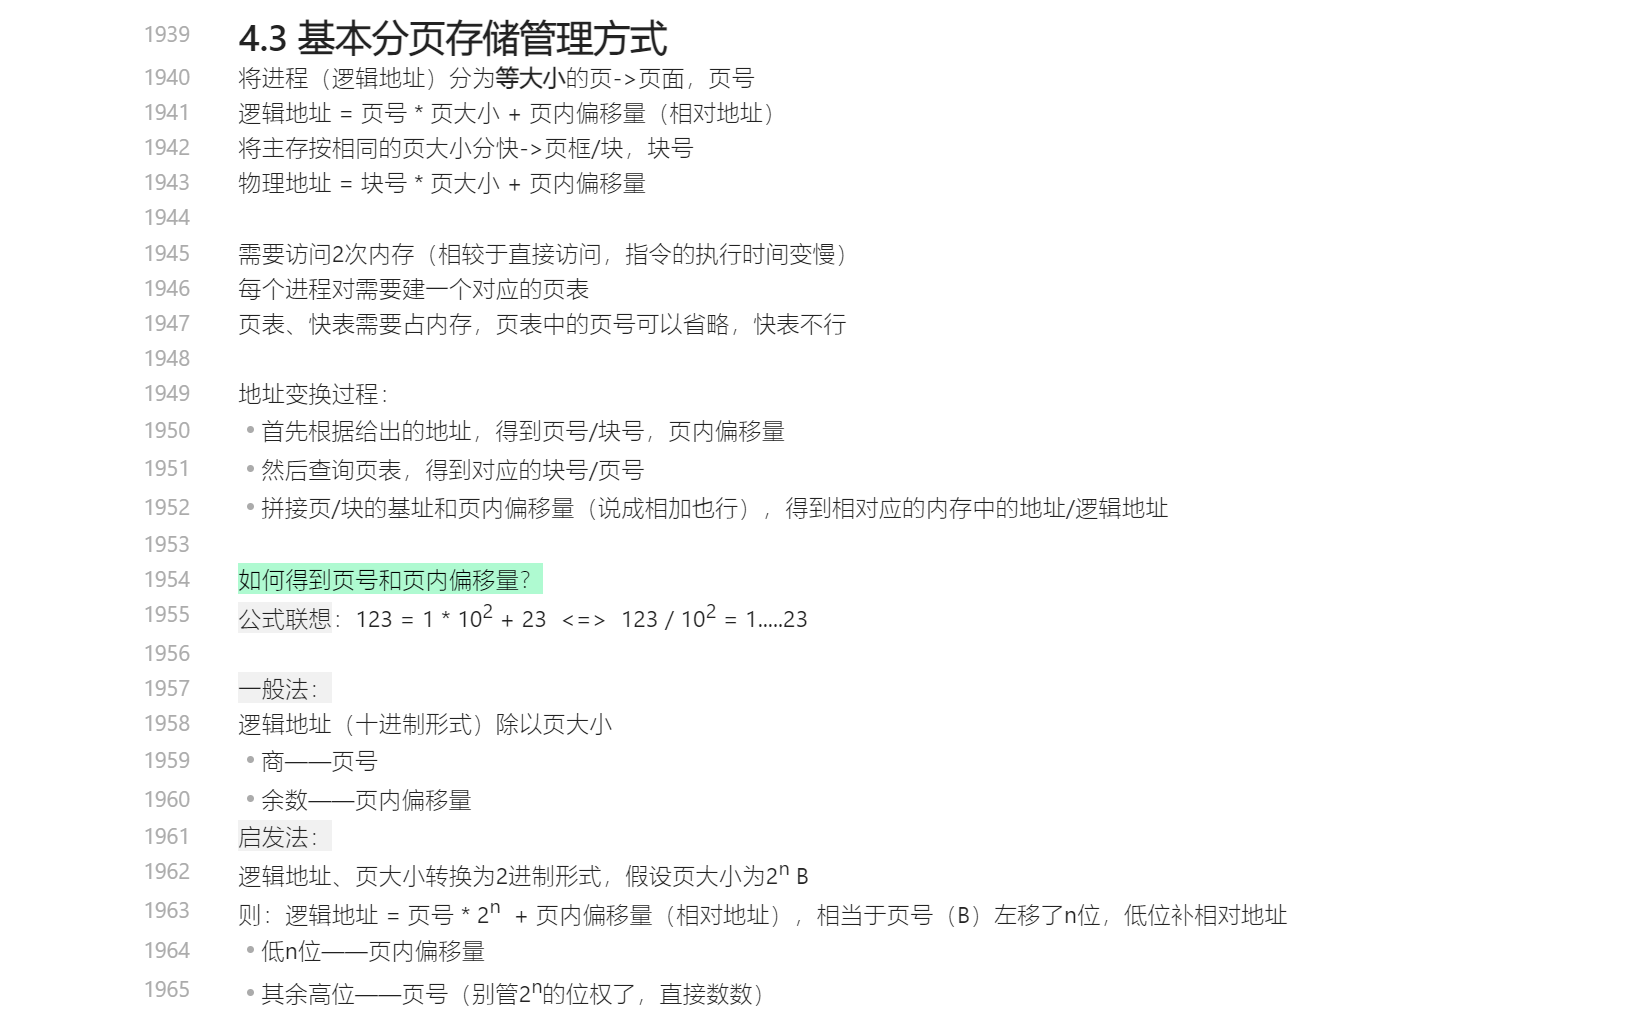 1939 4.3 基本分页存储管理方式
1940 将进程（逻辑地址）分为等大小的页->页面，页号
1941 逻辑地址 = 页号 * 页大小 + 页内偏移量（相对地址）
1942 将主存按相同的页大小分快->页框/块，块号
1943 物理地址 = 块号 * 页大小 + 页内偏移量
1944
1945 需要访问2次内存（相较于直接访问，指令的执行时间变慢）
1946 每个进程对需要建一个对应的页表
1947 页表、快表需要占内存，页表中的页号可以省略，快表不行
1948
1949 地址变换过程：
1950 • 首先根据给出的地址，得到页号/块号，页内偏移量
1951 • 然后查询页表，得到对应的块号/页号
1952 • 拼接页/块的基址和页内偏移量（说成相加也行），得到相对应的内存中的地址/逻辑地址
1953
1954 如何得到页号和页内偏移量？
1955 公式联想：123 = 1 * 10² + 23 <=> 123 / 10² = 1.....23
1956
1957 一般法：
1958 逻辑地址（十进制形式）除以页大小
1959 • 商——页号
1960 • 余数——页内偏移量
1961 启发法：
1962 逻辑地址、页大小转换为2进制形式，假设页大小为2ⁿ B
1963 则：逻辑地址 = 页号 * 2ⁿ + 页内偏移量（相对地址），相当于页号（B）左移了n位，低位补相对地址
1964 • 低n位——页内偏移量
1965 • 其余高位——页号（别管2ⁿ的位权了，直接数数）